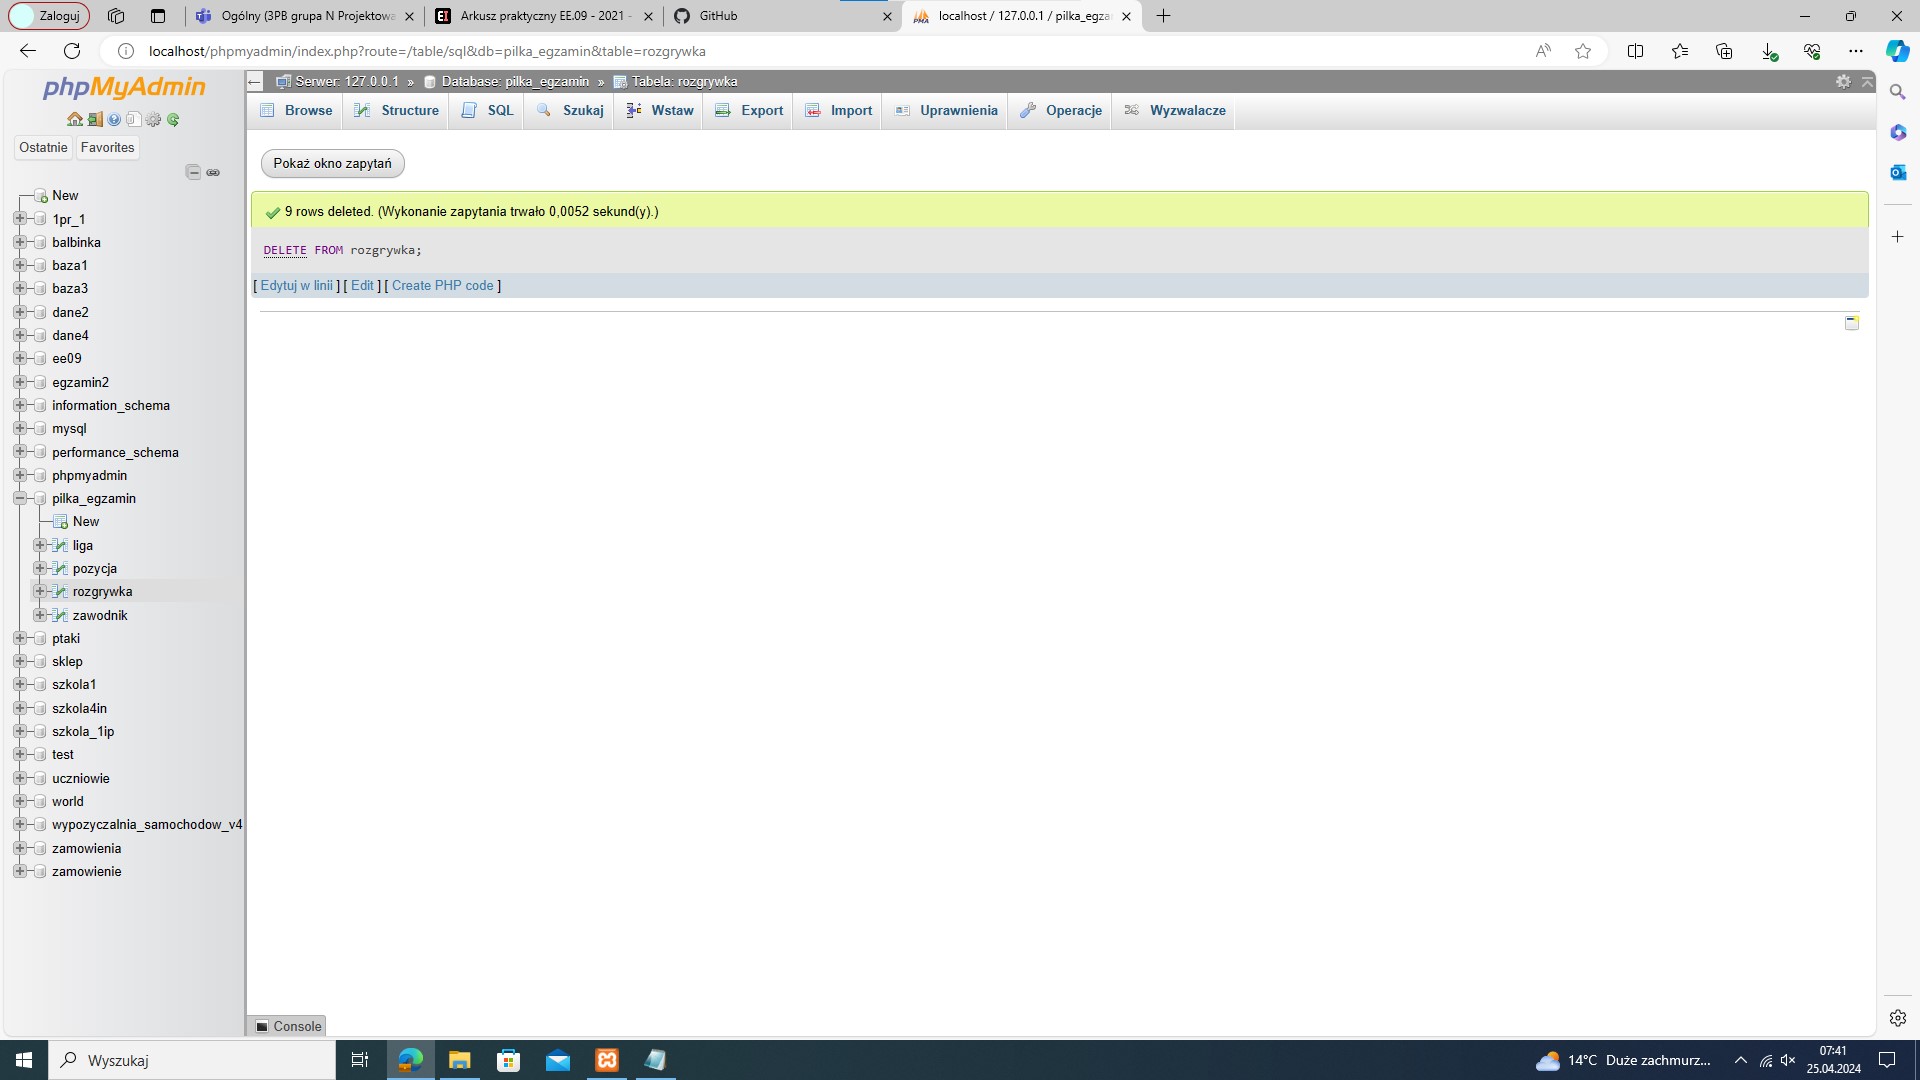 Zaloguj
Ogólny (3PB grupa N Projektowa
Arkusz praktyczny EE.09 - 2021 -
GitHub
localhost / 127.0.0.1 / pilka_egza
localhost/phpmyadmin/index.php?route=/table/sql&db=pilka_egzamin&table=rozgrywka
phpMyAdmin
Ostatnie
Favorites
New
1pr_1
balbinka
baza1
baza3
dane2
dane4
ee09
egzamin2
information_schema
mysql
performance_schema
phpmyadmin
pilka_egzamin
New
liga
pozycja
rozgrywka
zawodnik
ptaki
sklep
szkola1
szkola4in
szkola_1ip
test
uczniowie
world
wypozyczalnia_samochodow_v4
zamowienia
zamowienie
Serwer: 127.0.0.1 » Database: pilka_egzamin » Tabela: rozgrywka
Browse Structure SQL Szukaj Wstaw Export Import Uprawnienia Operacje Wyzwalacze
Pokaż okno zapytań
9 rows deleted. (Wykonanie zapytania trwało 0,0052 sekund(y).)
DELETE FROM rozgrywka;
[ Edytuj w linii ] [ Edit ] [ Create PHP code ]
Console
Wyszukaj
14°C Duże zachmurz...
07:41
25.04.2024